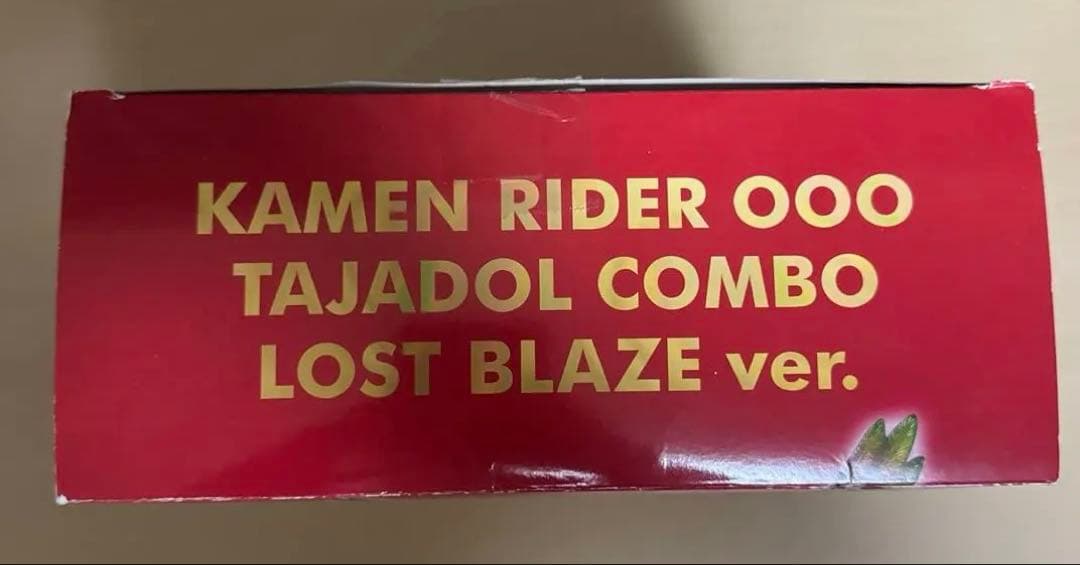 KAMEN RIDER OOO
TAJADOL COMBO
LOST BLAZE ver.